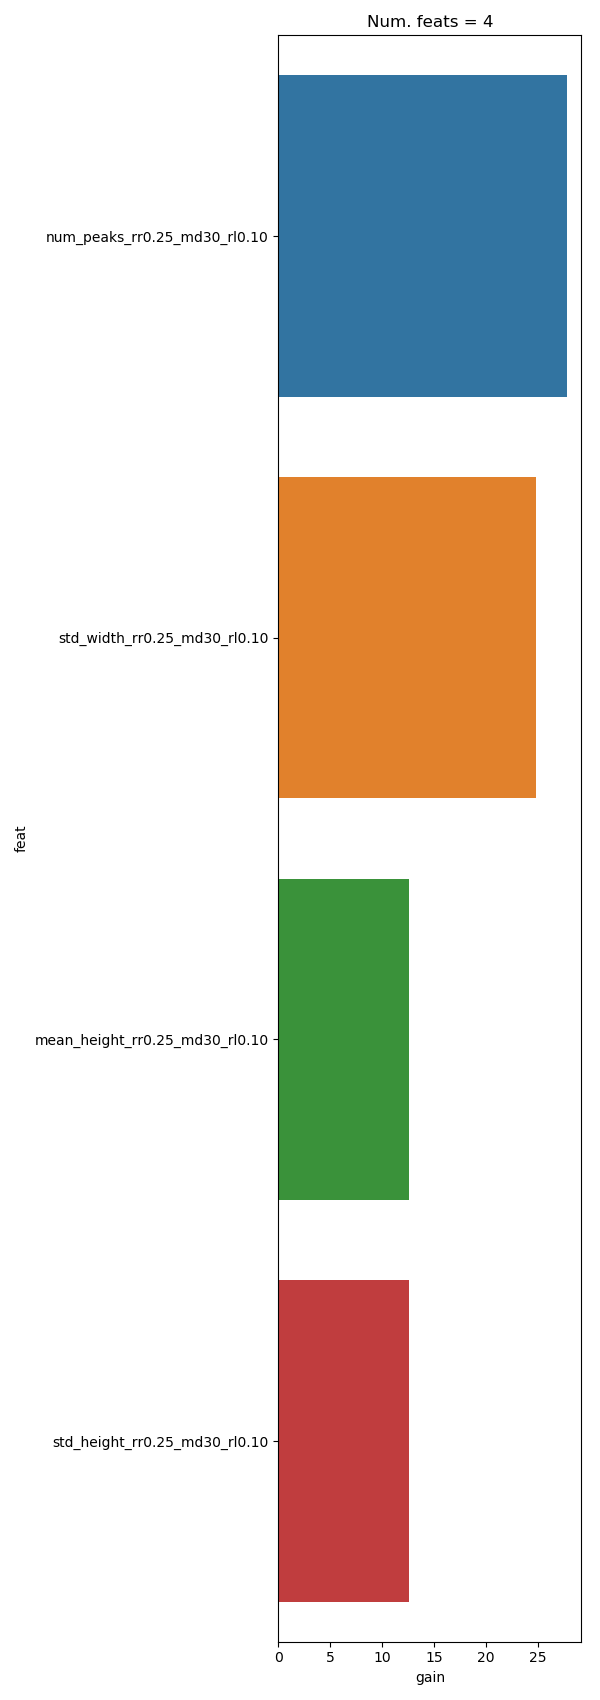 Num. feats = 4
num_peaks_rr0.25_md30_rl0.10
std_width_rr0.25_md30_rl0.10
feat
mean_height_rr0.25_md30_rl0.10
std_height_rr0.25_md30_rl0.10
0 5 10 15 20 25
gain